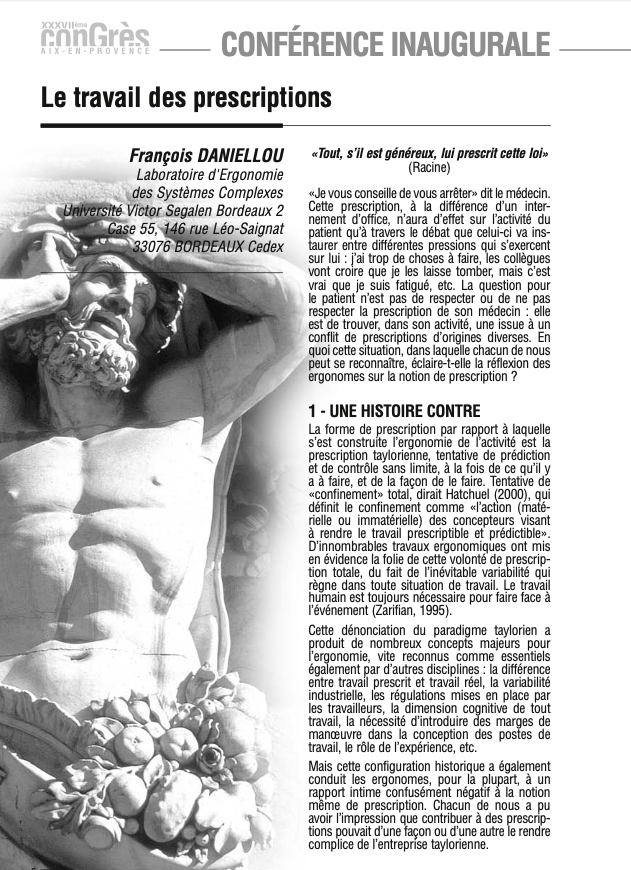 XXXVIIème
conGrès
AIX-EN-PROVENCE
CONFÉRENCE INAUGURALE
Le travail des prescriptions
François DANIELLOU
Laboratoire d'Ergonomie
des Systèmes Complexes
Université Victor Segalen Bordeaux 2
Case 55, 146 rue Léo-Saignat
33076 BORDEAUX Cedex
«Tout, s'il est généreux, lui prescrit cette loi»
(Racine)
«Je vous conseille de vous arrêter» dit le médecin.
Cette prescription, à la différence d'un inter-
nement d'office, n'aura d'effet sur l'activité du
patient qu'à travers le débat que celui-ci va ins-
taurer entre différentes pressions qui s'exercent
sur lui : j'ai trop de choses à faire, les collègues
vont croire que je les laisse tomber, mais c'est
vrai que je suis fatigué, etc. La question pour
le patient n'est pas de respecter ou de ne pas
respecter la prescription de son médecin : elle
est de trouver, dans son activité, une issue à un
conflit de prescriptions d'origines diverses. En
quoi cette situation, dans laquelle chacun de nous
peut se reconnaître, éclaire-t-elle la réflexion des
ergonomes sur la notion de prescription ?
1 - UNE HISTOIRE CONTRE
La forme de prescription par rapport à laquelle
s'est construite l'ergonomie de l'activité est la
prescription taylorienne, tentative de prédiction
et de contrôle sans limite, à la fois de ce qu'il y
a à faire, et de la façon de le faire. Tentative de
«confinement» total, dirait Hatchuel (2000), qui
définit le confinement comme «l'action (maté-
rielle ou immatérielle) des concepteurs visant
à rendre le travail prescriptible et prédictible».
D'innombrables travaux ergonomiques ont mis
en évidence la folie de cette volonté de prescrip-
tion totale, du fait de l'inévitable variabilité qui
règne dans toute situation de travail. Le travail
humain est toujours nécessaire pour faire face à
l'événement (Zarifian, 1995).
Cette dénonciation du paradigme taylorien a
produit de nombreux concepts majeurs pour
l'ergonomie, vite reconnus comme essentiels
également par d'autres disciplines : la différence
entre travail prescrit et travail réel, la variabilité
industrielle, les régulations mises en place par
les travailleurs, la dimension cognitive de tout
travail, la nécessité d'introduire des marges de
manœuvre dans la conception des postes de
travail, le rôle de l'expérience, etc.
Mais cette configuration historique a également
conduit les ergonomes, pour la plupart, à un
rapport intime confusément négatif à la notion
même de prescription. Chacun de nous a pu
avoir l'impression que contribuer à des prescrip-
tions pouvait d'une façon ou d'une autre le rendre
complice de l'entreprise taylorienne.